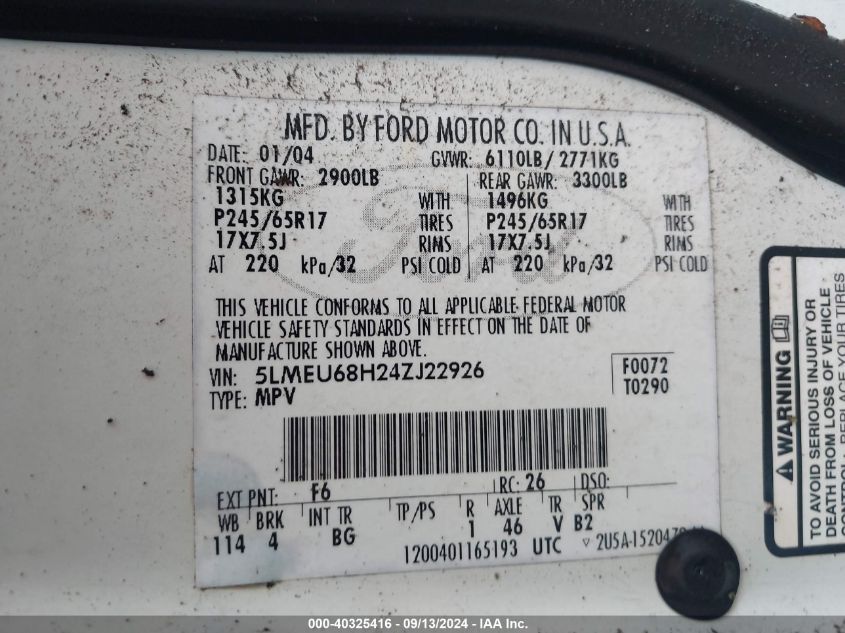 MFD. BY FORD MOTOR CO. IN U.S.A.
DATE: 01/04 GVWR: 6110LB/ 2771KG
FRONT GAWR: 2900LB REAR GAWR: 3300LB
1315KG WITH 1496KG WITH
P245/65R17 TIRES P245/65R17 TIRES
17X7.5J RIMS 17X7.5J RIMS
AT 220 kPa/32 PSI COLD AT 220 kPa/32 PSI COLD
Ford
THIS VEHICLE CONFORMS TO ALL APPLICABLE FEDERAL MOTOR
VEHICLE SAFETY STANDARDS IN EFFECT ON THE DATE OF
MANUFACTURE SHOWN ABOVE.
VIN: 5LMEU68H24ZJ22926 F0072
TYPE: MPV T0290
EXT PNT: F6 RC: 26 DSO:
WB BRK INT TR TP/PS R AXLE TR SPR
114 4 BG 1 46 V B2
1200401165193 UTC
WARNING
TO AVOID SERIOUS INJURY OR
DEATH FROM LOSS OF VEHICLE
CONTROL: REPLACE YOUR TIRES
000-40325416 - 09/13/2024 - IAA Inc.